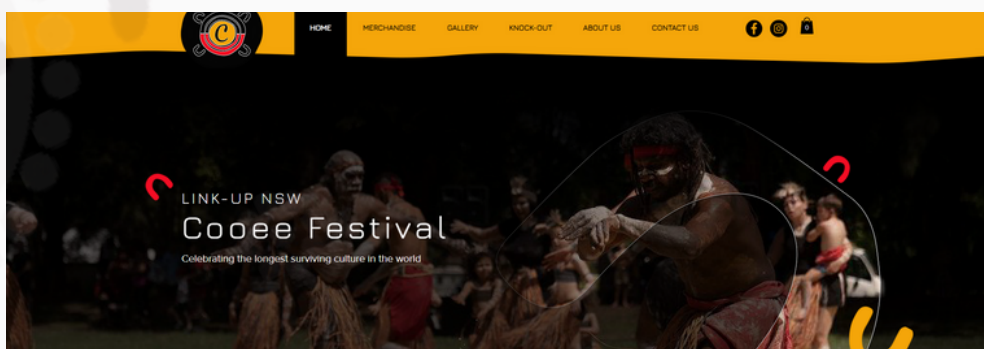 C
HOME MERCHANDISE GALLERY KNOCK-OUT ABOUT US CONTACT US f 0
LINK-UP NSW
Cooee Festival
Celebrating the longest surviving culture in the world